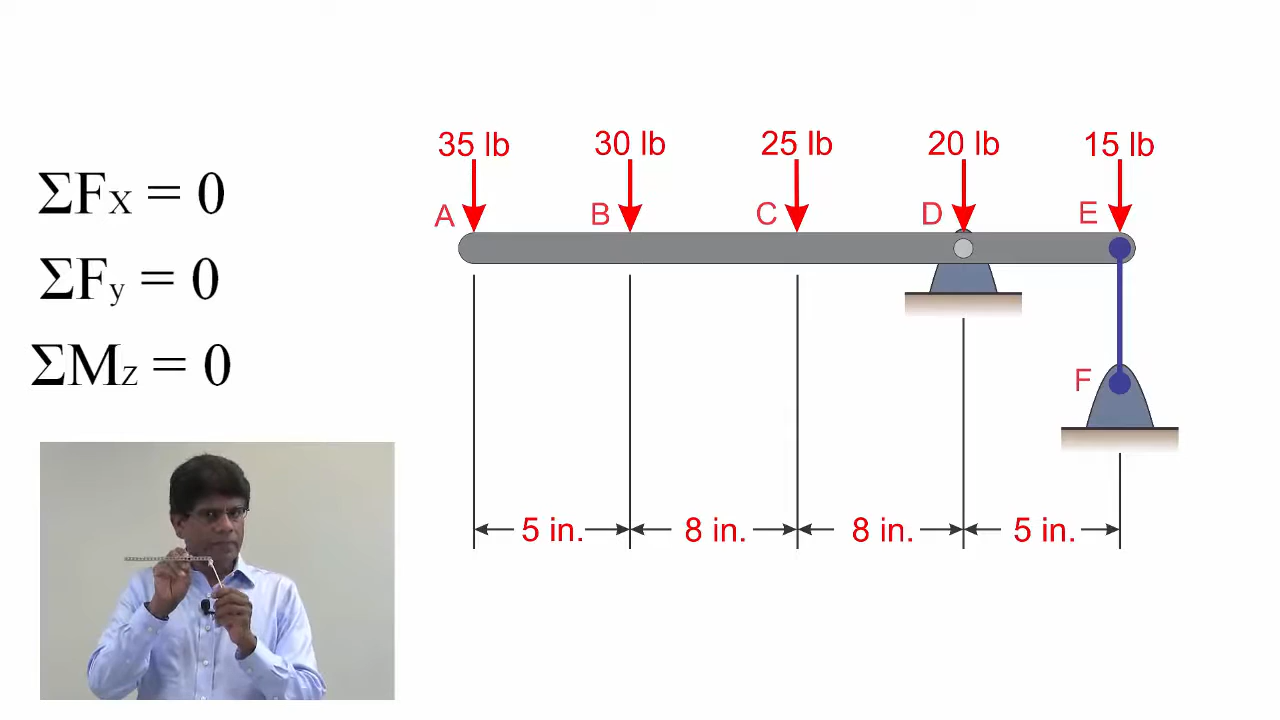 ΣFx = 0
ΣFy = 0
ΣMz = 0
35 lb 30 lb 25 lb 20 lb 15 lb
A B C D E
F
5 in. 8 in. 8 in. 5 in.